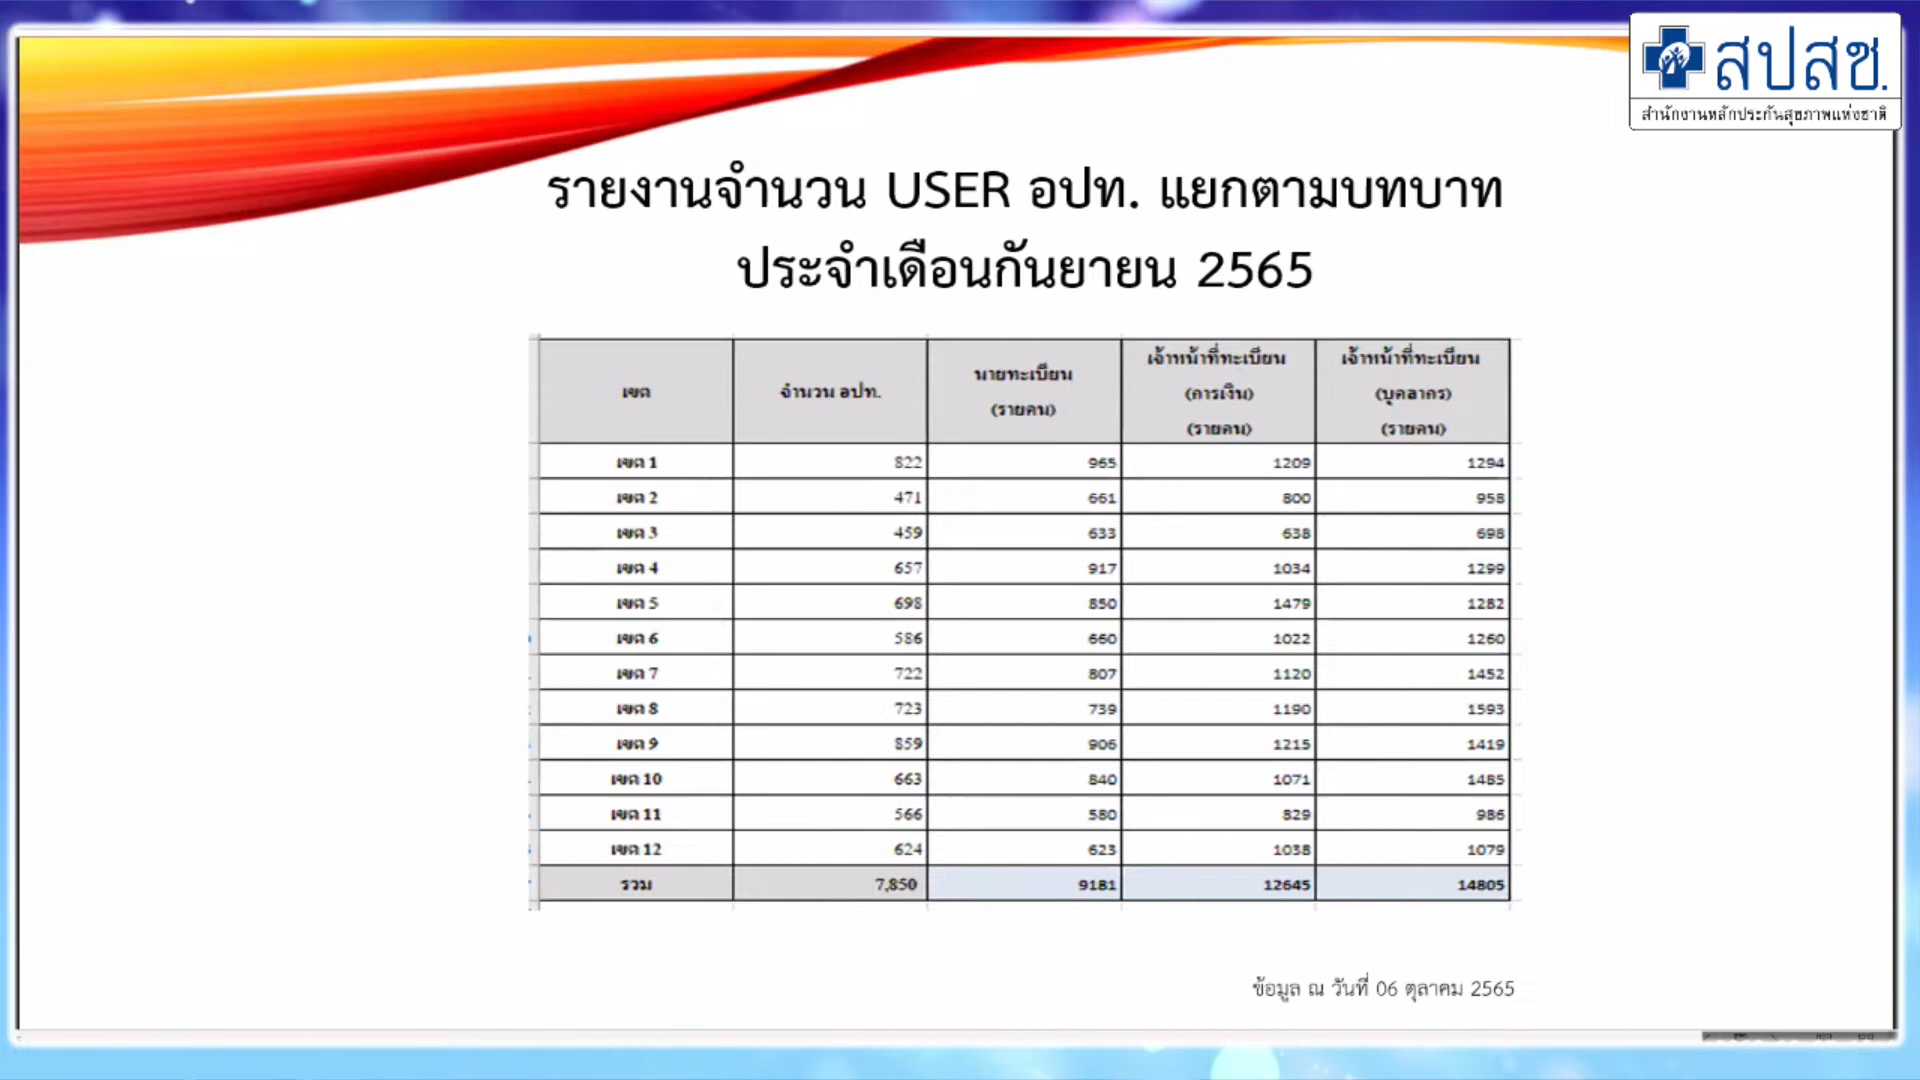 สปสช.
สำนักงานหลักประกันสุขภาพแห่งชาติ
รายงานจำนวน USER อปท. แยกตามบทบาท
ประจำเดือนกันยายน 2565
เขต จำนวน อปท. นายทะเบียน (รายคน) เจ้าหน้าที่ทะเบียน (การเงิน) (รายคน) เจ้าหน้าที่ทะเบียน (บุคลากร) (รายคน)
เขต 1 822 965 1209 1294
เขต 2 471 661 800 958
เขต 3 459 633 638 698
เขต 4 657 917 1034 1299
เขต 5 698 850 1479 1282
เขต 6 586 660 1022 1260
เขต 7 722 807 1120 1452
เขต 8 723 739 1190 1593
เขต 9 859 906 1215 1419
เขต 10 663 840 1071 1485
เขต 11 566 580 829 986
เขต 12 624 623 1038 1079
รวม 7,850 9181 12645 14805
ข้อมูล ณ วันที่ 06 ตุลาคม 2565